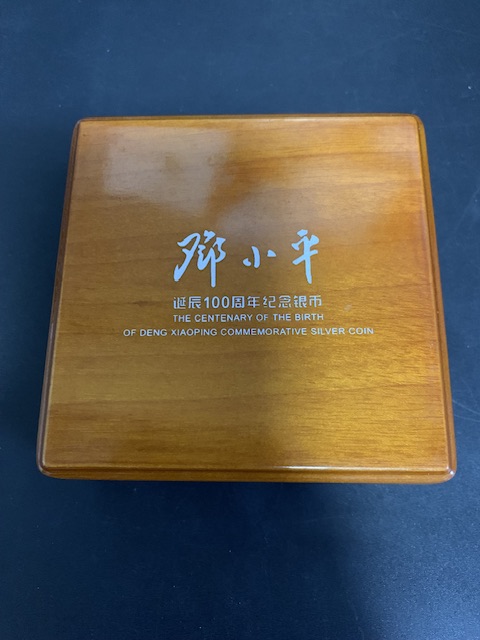 邓小平
诞辰100周年纪念银币
THE CENTENARY OF THE BIRTH
OF DENG XIAOPING COMMEMORATIVE SILVER COIN